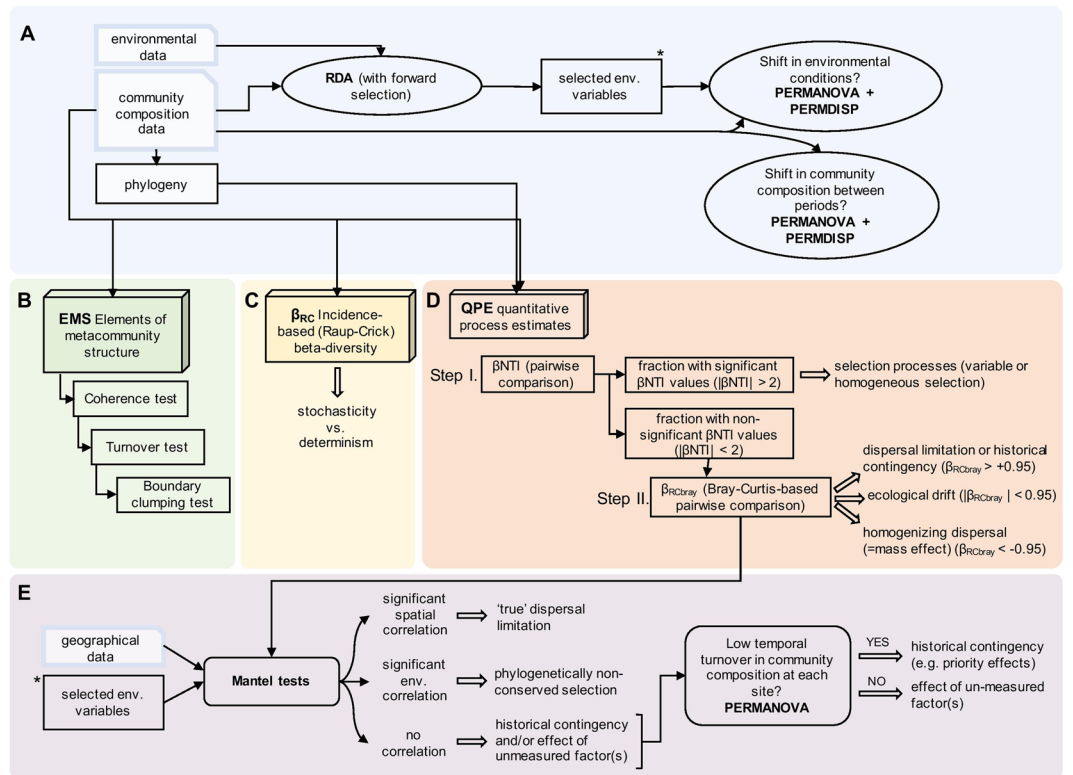 A
environmental
data
community
composition
data
phylogeny
RDA (with forward
selection)
*
selected env.
variables
Shift in environmental
conditions?
PERMANOVA +
PERMDISP
Shift in community
composition between
periods?
PERMANOVA +
PERMDISP
B
EMS Elements of
metacommunity
structure
Coherence test
Turnover test
Boundary
clumping test
C
βRC Incidence-
based (Raup-Crick)
beta-diversity
stochasticity
vs.
determinism
D
QPE quantitative
process estimates
Step I.
βNTI (pairwise
comparison)
fraction with significant
βNTI values (|βNTI| > 2)
selection processes (variable or
homogeneous selection)
fraction with non-
significant βNTI values
(|βNTI| < 2)
Step II.
βRCbray (Bray-Curtis-based
pairwise comparison)
dispersal limitation or historical
contingency (βRCbray > +0.95)
ecological drift (|βRCbray | < 0.95)
homogenizing dispersal
(=mass effect) (βRCbray < -0.95)
E
geographical
data
*
selected env.
variables
Mantel tests
significant
spatial
correlation
'true' dispersal
limitation
significant
env.
correlation
phylogenetically non-
conserved selection
no
correlation
historical contingency
and/or effect of
unmeasured factor(s)
Low temporal
turnover in community
composition at each
site?
PERMANOVA
YES
historical contingency
(e.g. priority effects)
NO
effect of un-measured
factor(s)